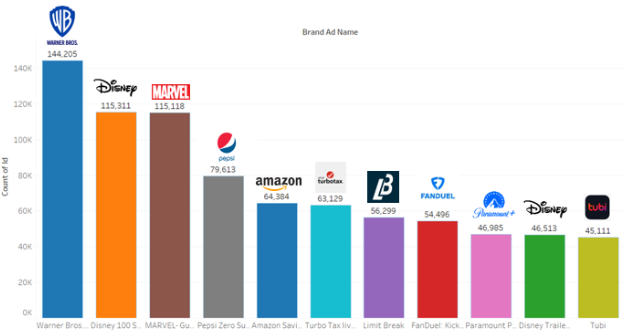 WB
WARNER BROS.
Brand Ad Name
144,205
Disney
115,311
MARVEL
115,118
pepsi
79,613
amazon
64,384
turbotax
63,129
LB
56,299
FANDUEL
54,496
Paramount+
46,985
Disney
46,513
tubi
45,111
Count of Id
140K
120K
100K
80K
60K
40K
20K
0K
Warner Bros... Disney 100 S... MARVEL- Gu... Pepsi Zero Su... Amazon Savi... Turbo Tax liv... Limit Break FanDuel: Kick... Paramount P... Disney Traile... Tubi